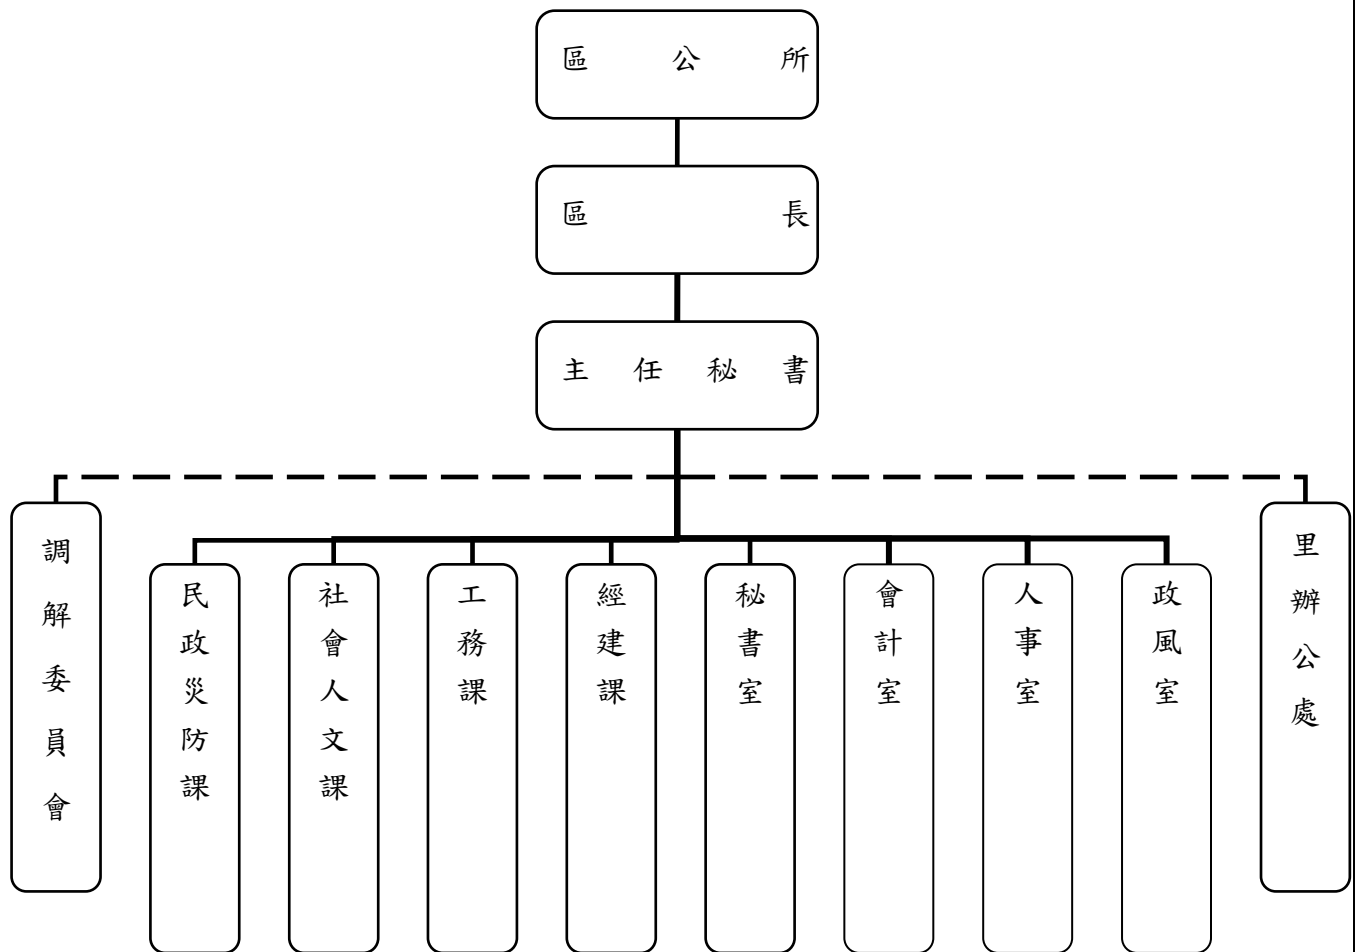 區公所
區長
主任秘書
調解委員會
民政災防課
社會人文課
工務課
經建課
秘書室
會計室
人事室
政風室
里辦公處